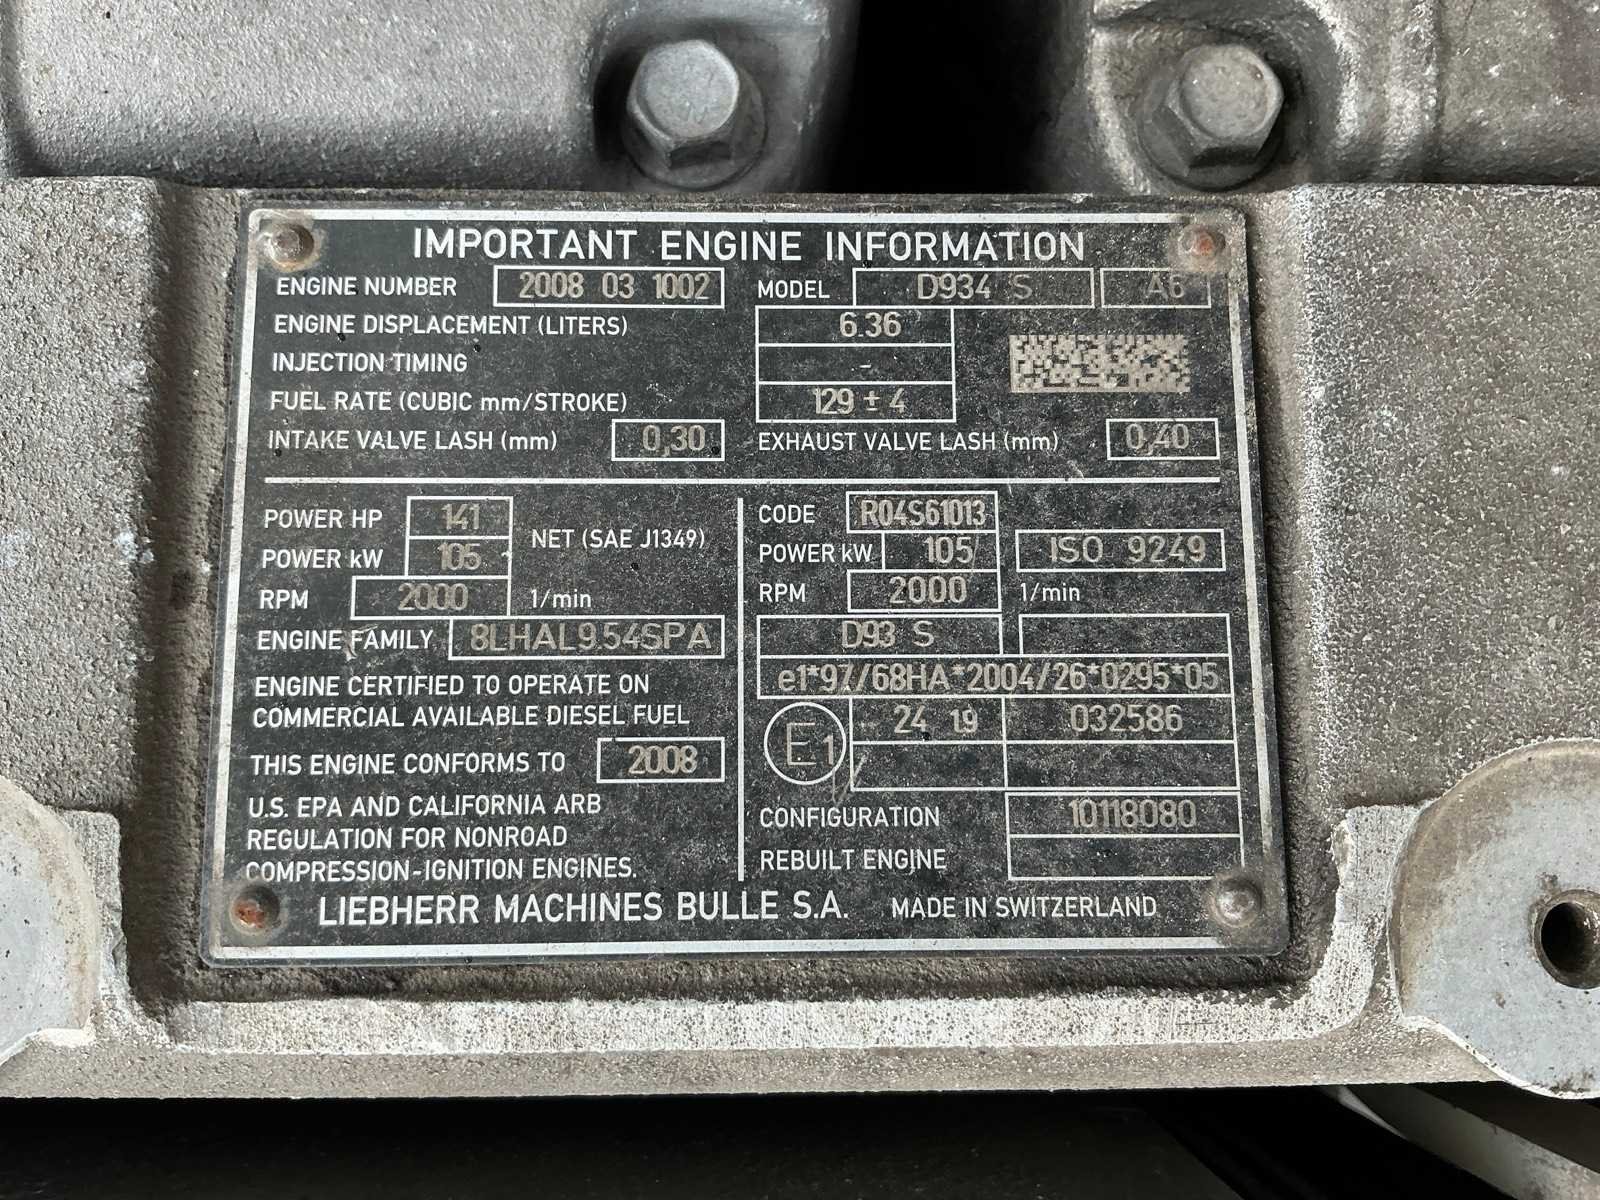 IMPORTANT ENGINE INFORMATION
ENGINE NUMBER 2008 03 1002 MODEL D934 S A6
ENGINE DISPLACEMENT (LITERS) 6.36
INJECTION TIMING -
FUEL RATE (CUBIC mm/STROKE) 129 ± 4
INTAKE VALVE LASH (mm) 0,30 EXHAUST VALVE LASH (mm) 0,40
POWER HP 141
POWER kW 105
NET (SAE J1349)
RPM 2000 1/min
ENGINE FAMILY 8LHAL9.54SPA
ENGINE CERTIFIED TO OPERATE ON
COMMERCIAL AVAILABLE DIESEL FUEL
THIS ENGINE CONFORMS TO 2008
U.S. EPA AND CALIFORNIA ARB
REGULATION FOR NONROAD
COMPRESSION-IGNITION ENGINES.
CODE R04S61013
POWER kW 105 ISO 9249
RPM 2000 1/min
D93 S
e1*97/68HA*2004/26*0295*05
E1 24 19 032586
CONFIGURATION 10118080
REBUILT ENGINE
LIEBHERR MACHINES BULLE S.A. MADE IN SWITZERLAND